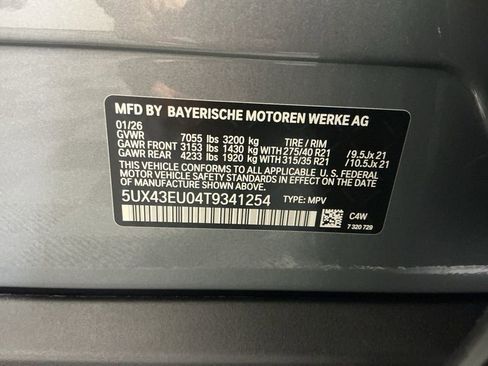 MFD BY BAYERISCHE MOTOREN WERKE AG
01/26
GVWR 7055 lbs 3200 kg TIRE / RIM
GAWR FRONT 3153 lbs 1430 kg WITH 275/40 R21 / 9.5Jx 21
GAWR REAR 4233 lbs 1920 kg WITH 315/35 R21 / 10.5Jx 21
THIS VEHICLE CONFORMS TO ALL APPLICABLE U.S. FEDERAL
MOTOR VEHICLE SAFETY STANDARDS IN EFFECT ON THE
DATE OF MANUFACTURE SHOWN ABOVE.
5UX43EU04T9341254 TYPE: MPV
C4W
7 320 729